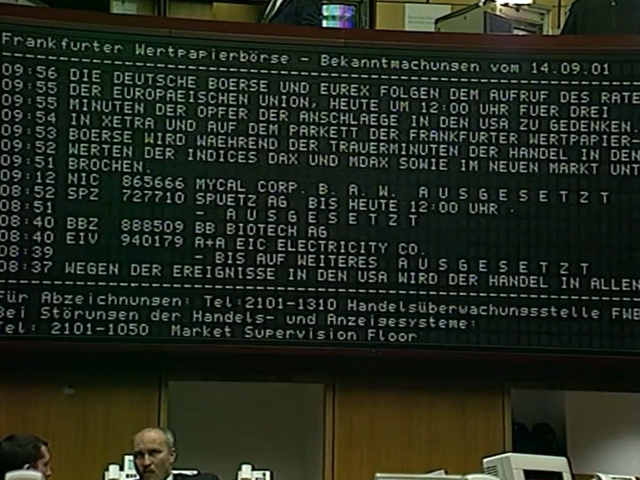 Frankfurter Wertpapierbörse - Bekanntmachungen vom 14.09.01
09:56 DIE DEUTSCHE BOERSE UND EUREX FOLGEN DEM AUFRUF DES RATE
09:55 DER EUROPAEISCHEN UNION, HEUTE UM 12:00 UHR FUER DREI
09:55 MINUTEN DER OPFER DER ANSCHLAEGE IN DEN USA ZU GEDENKEN.
09:54 IN XETRA UND AUF DEM PARKETT DER FRANKFURTER WERTPAPIER-
09:53 BOERSE WIRD WAEHREND DER TRAUERMINUTEN DER HANDEL IN DEN
09:52 WERTEN DER INDICES DAX UND MDAX SOWIE IM NEUEN MARKT UNT
09:51 BROCHEN.
09:12 NIC 865666 MYCAL CORP. B. A. W. A U S G E S E T Z T
08:52 SPZ 727710 SPUETZ AG BIS HEUTE 12:00 UHR .
08:51 - A U S G E S E T Z T
08:40 BBZ 888509 BB BIOTECH AG
08:40 EIV 940179 A+A EIC ELECTRICITY CO.
08:39 - BIS AUF WEITERES A U S G E S E T Z T
08:37 WEGEN DER EREIGNISSE IN DEN USA WIRD DER HANDEL IN ALLEN
Für Abzeichnungen: Tel:2101-1310 Handelsüberwachungsstelle FWB
Bei Störungen der Handels- und Anzeigesysteme:
Tel: 2101-1050 Market Supervision Floor